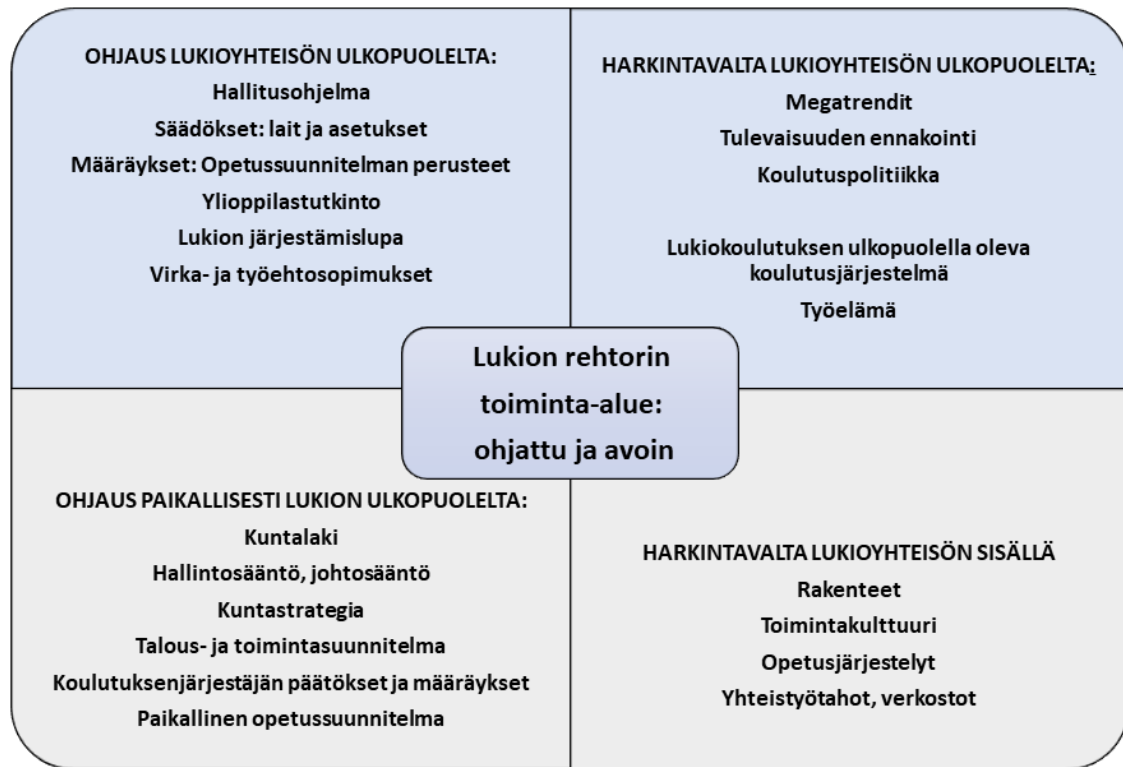 OHJAUS LUKIOYHTEISÖN ULKOPUOLELTA:
Hallitusohjelma
Säädökset: lait ja asetukset
Määräykset: Opetussuunnitelman perusteet
Ylioppilastutkinto
Lukion järjestämislupa
Virka- ja työehtosopimukset
HARKINTAVALTA LUKIOYHTEISÖN ULKOPUOLELTA:
Megatrendit
Tulevaisuuden ennakointi
Koulutuspolitiikka
Lukiokoulutuksen ulkopuolella oleva
koulutusjärjestelmä
Työelämä
Lukion rehtorin
toiminta-alue:
ohjattu ja avoin
OHJAUS PAIKALLISESTI LUKION ULKOPUOLELTA:
Kuntalaki
Hallintosääntö, johtosääntö
Kuntastrategia
Talous- ja toimintasuunnitelma
Koulutuksenjärjestäjän päätökset ja määräykset
Paikallinen opetussuunnitelma
HARKINTAVALTA LUKIOYHTEISÖN SISÄLLÄ
Rakenteet
Toimintakulttuuri
Opetusjärjestelyt
Yhteistyötahot, verkostot